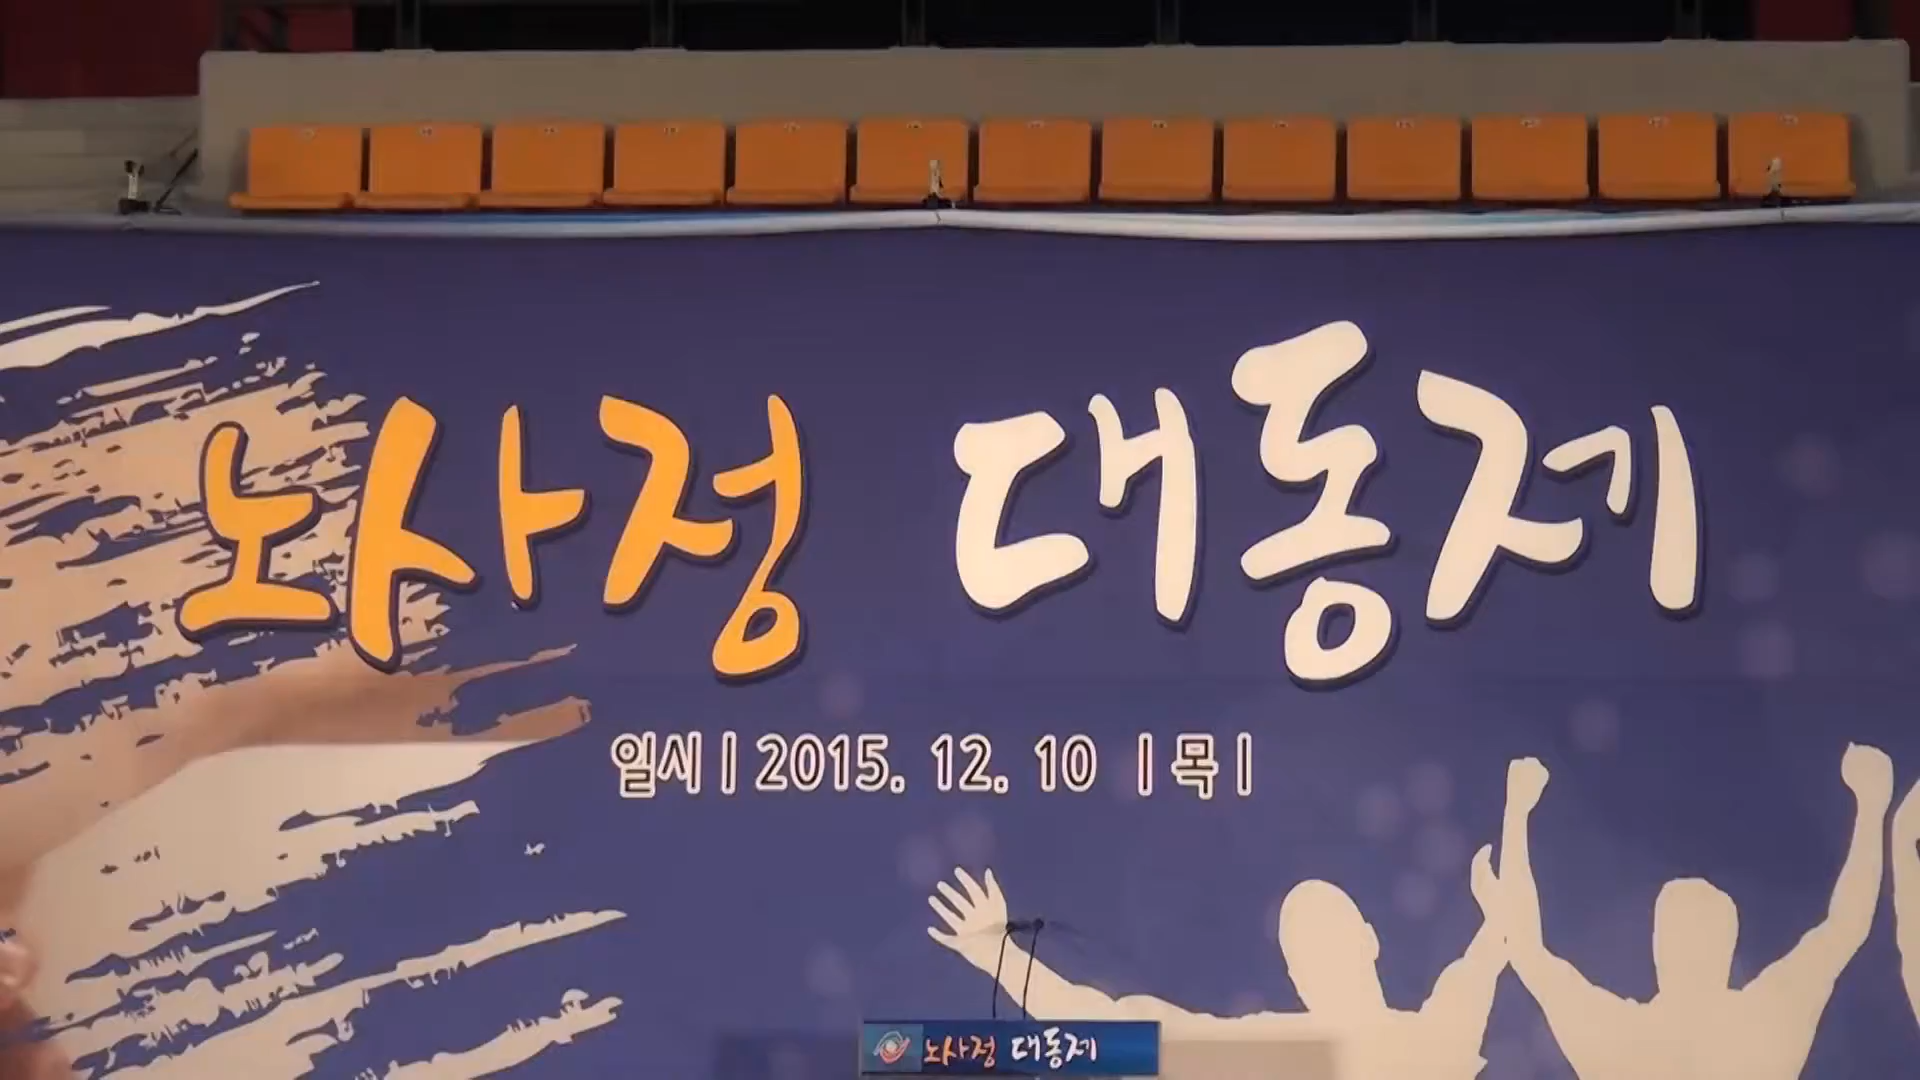 노사정 대동제
일시 | 2015. 12. 10 | 목 |
노사정 대동제